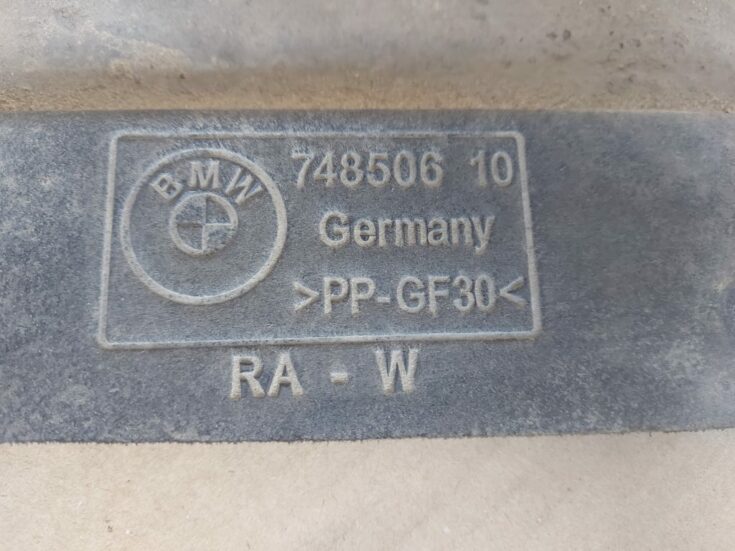 BMW
748506 10
Germany
>PP-GF30<
RA - W